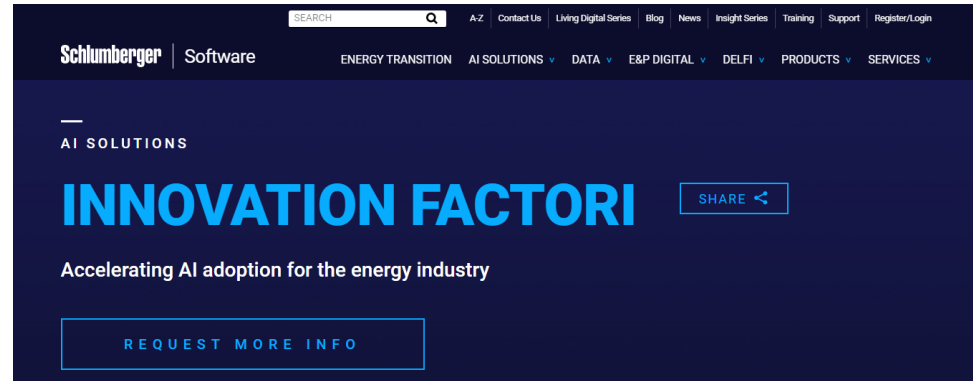 SEARCH A-Z Contact Us Living Digital Series Blog News Insight Series Training Support Register/Login
Schlumberger Software ENERGY TRANSITION AI SOLUTIONS DATA E&P DIGITAL DELFI PRODUCTS SERVICES
AI SOLUTIONS
INNOVATION FACTORI SHARE
Accelerating AI adoption for the energy industry
REQUEST MORE INFO